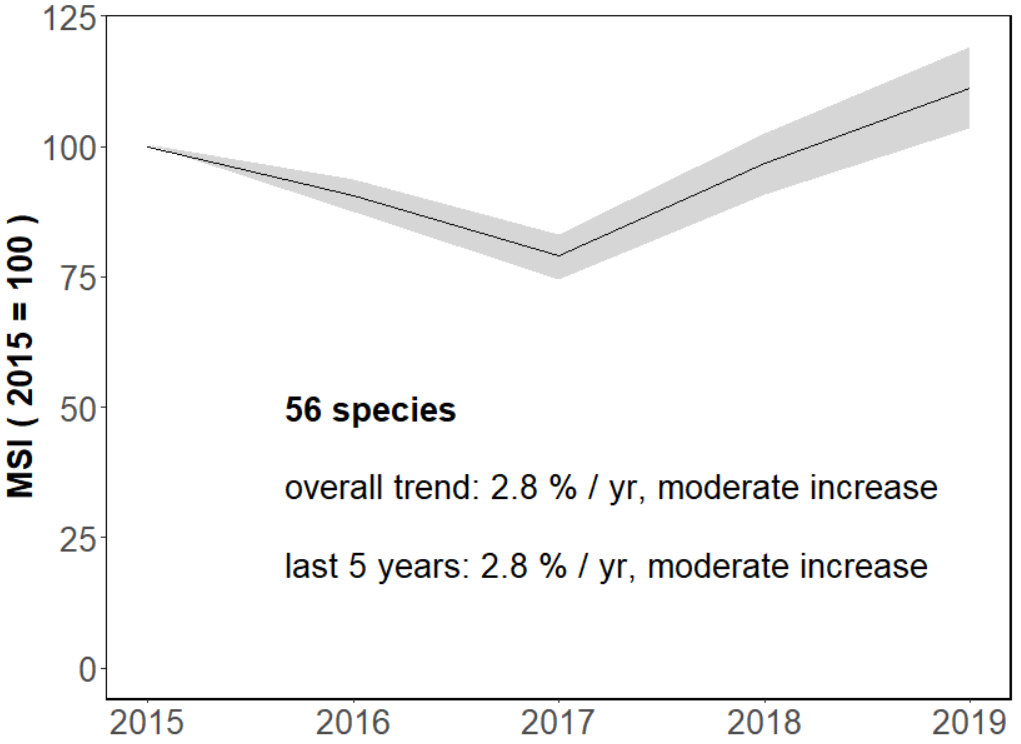 125
100
75
50
25
0
MSI ( 2015 = 100 )
56 species
overall trend: 2.8 % / yr, moderate increase
last 5 years: 2.8 % / yr, moderate increase
2015 2016 2017 2018 2019